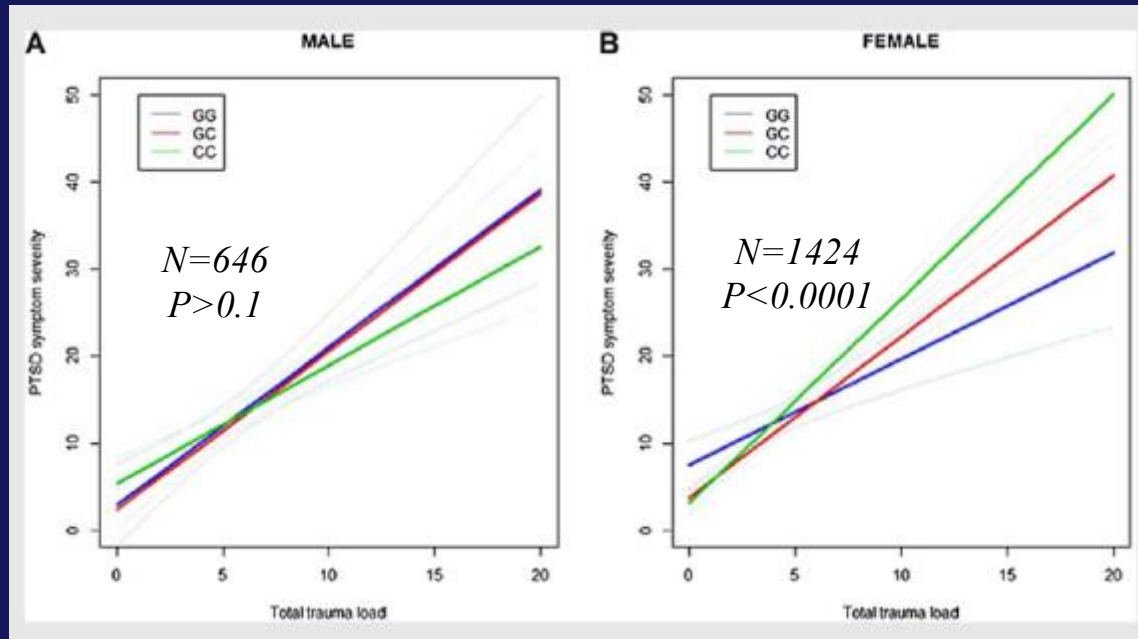 A
MALE
GG
GC
CC
N=646
P>0.1
50
40
30
20
10
0
PTSD symptom severity
0 5 10 15 20
Total trauma load
B
FEMALE
GG
GC
CC
N=1424
P<0.0001
50
40
30
20
10
0
PTSD symptom severity
0 5 10 15 20
Total trauma load